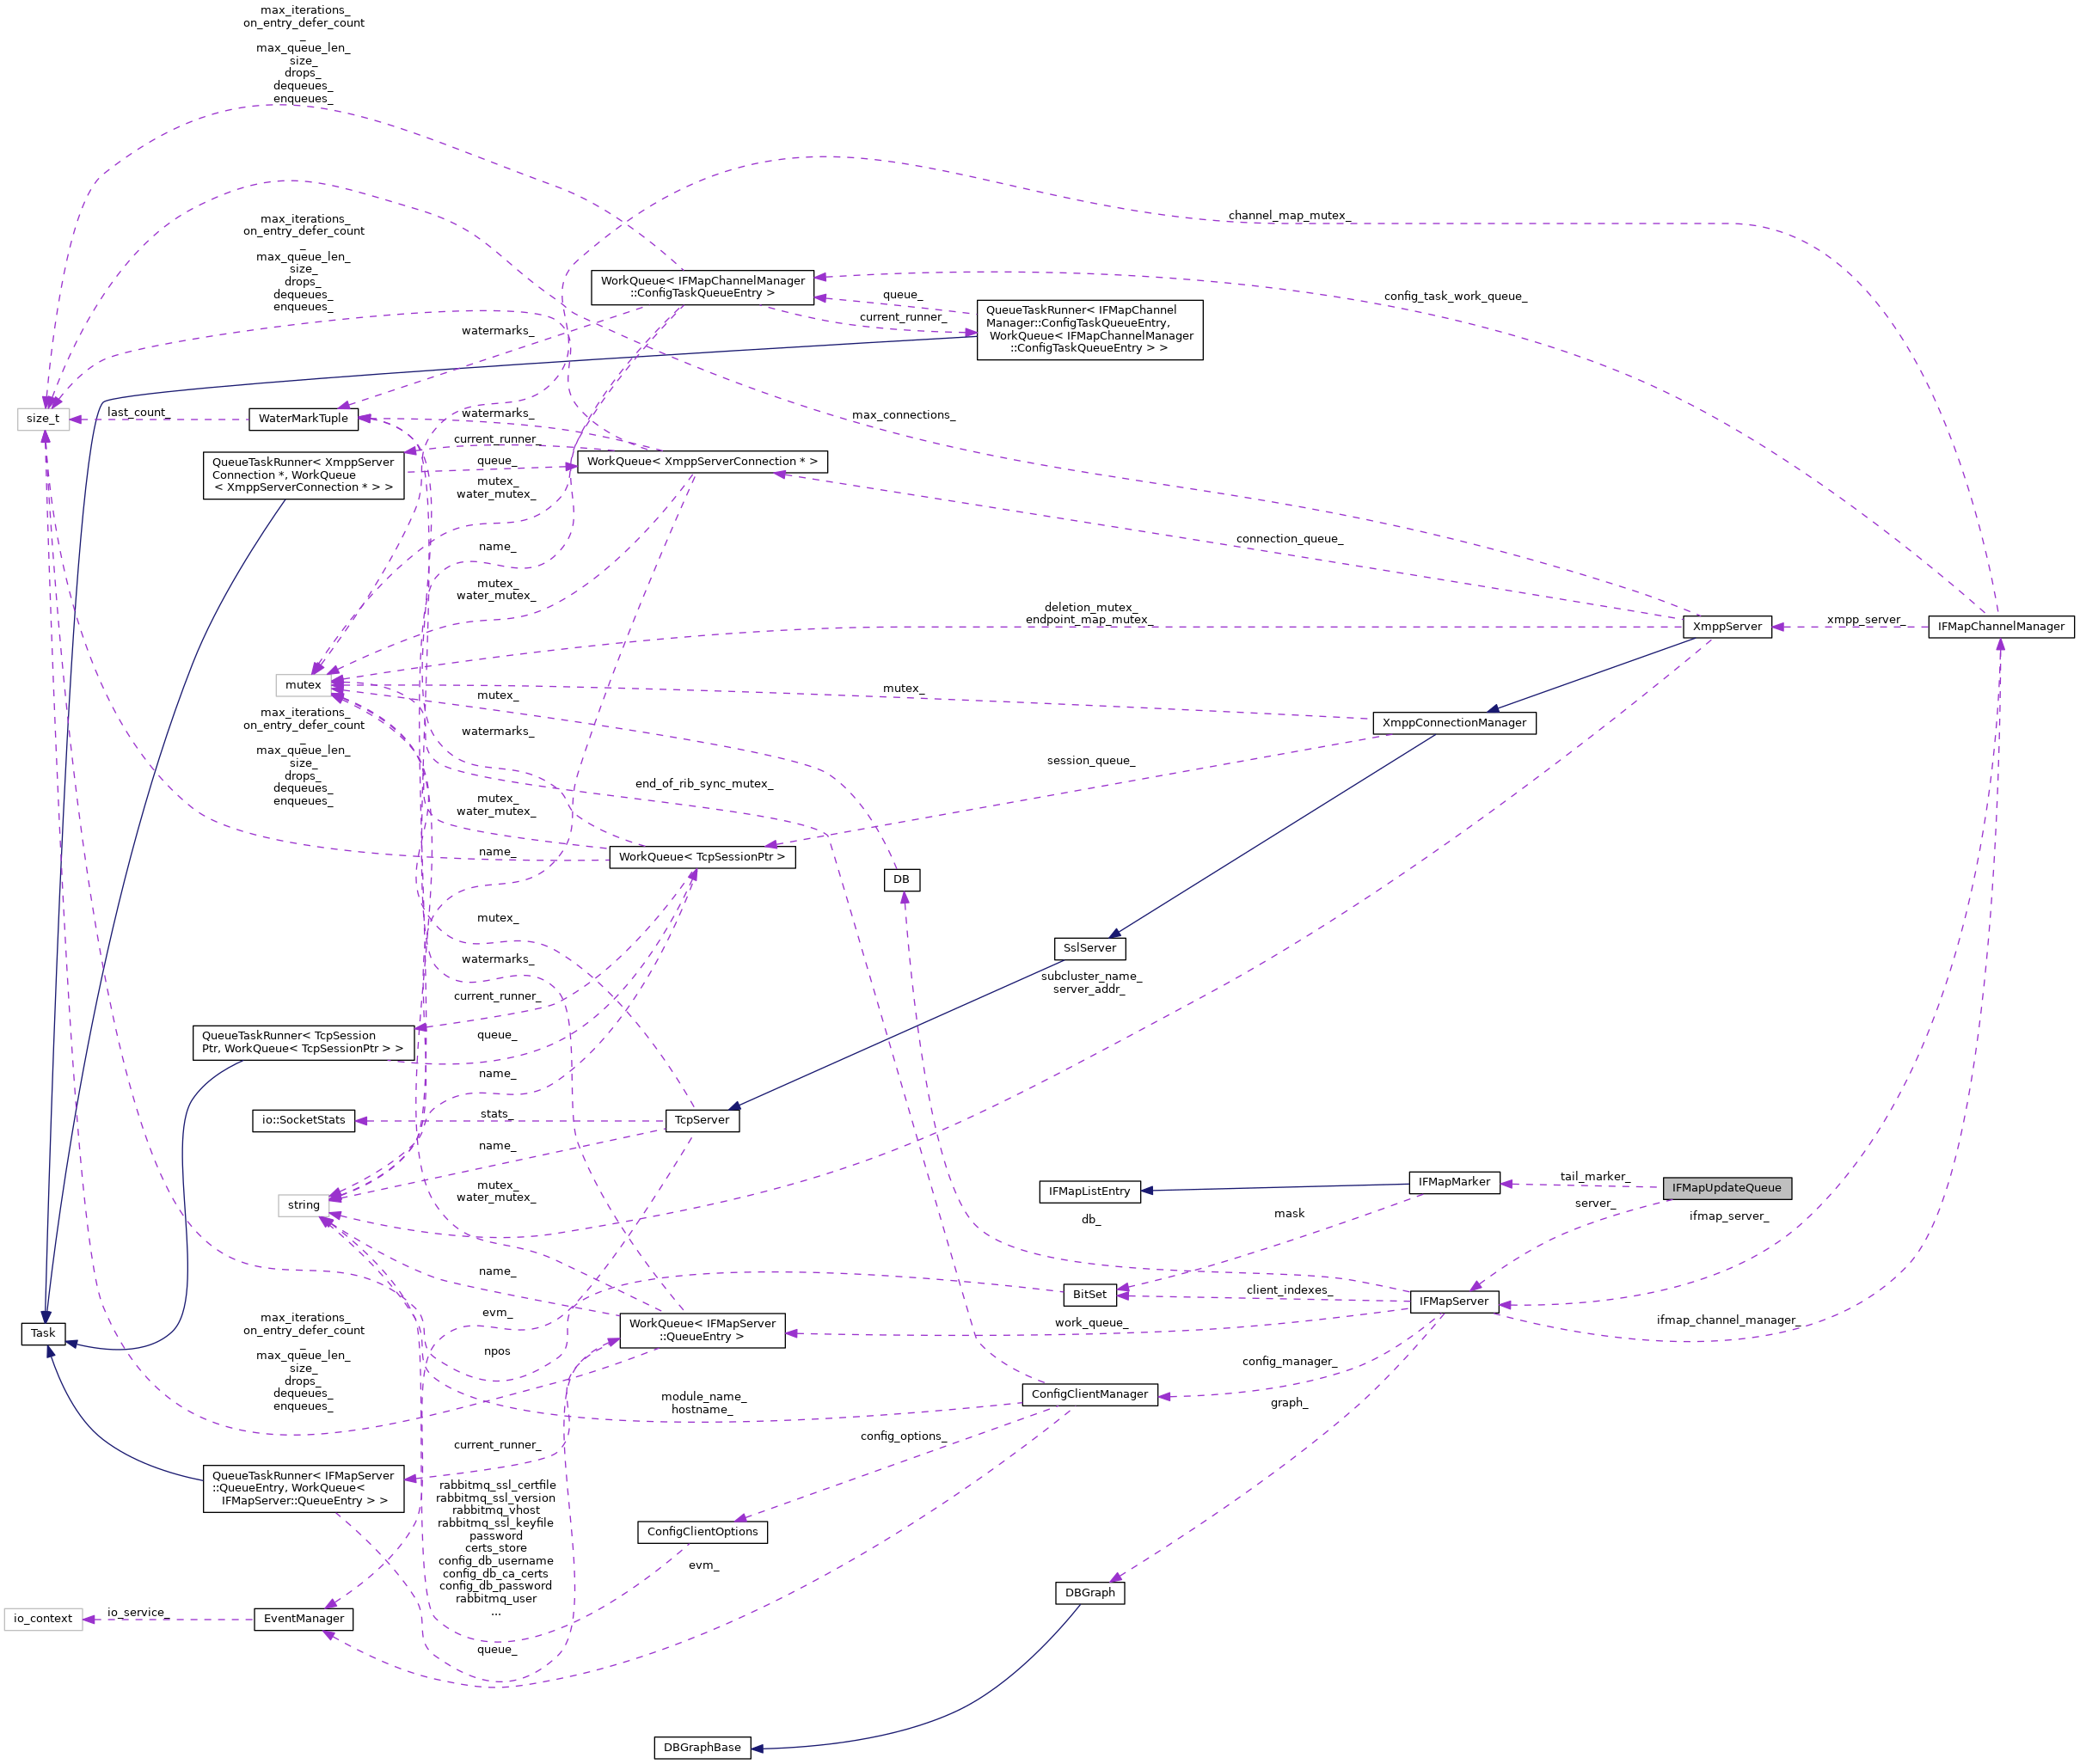 max_iterations_
on_entry_defer_count
_
max_queue_len_
size_
drops_
dequeues_
enqueues_
channel_map_mutex_
max_iterations_
on_entry_defer_count
_
max_queue_len_
size_
drops_
dequeues_
enqueues_
WorkQueue< IFMapChannelManager
::ConfigTaskQueueEntry >
queue_
config_task_work_queue_
current_runner_
QueueTaskRunner< IFMapChannel
Manager::ConfigTaskQueueEntry,
WorkQueue< IFMapChannelManager
::ConfigTaskQueueEntry > >
watermarks_
size_t
last_count_
WaterMarkTuple
watermarks_
max_connections_
current_runner_
QueueTaskRunner< XmppServer
Connection *, WorkQueue
< XmppServerConnection * > >
queue_
WorkQueue< XmppServerConnection * >
mutex_
water_mutex_
name_
connection_queue_
mutex_
water_mutex_
deletion_mutex_
endpoint_map_mutex_
XmppServer
xmpp_server_
IFMapChannelManager
mutex
mutex_
mutex_
XmppConnectionManager
max_iterations_
on_entry_defer_count
_
max_queue_len_
size_
drops_
dequeues_
enqueues_
watermarks_
session_queue_
end_of_rib_sync_mutex_
mutex_
water_mutex_
name_
WorkQueue< TcpSessionPtr >
DB
mutex_
SslServer
watermarks_
subcluster_name_
server_addr_
current_runner_
QueueTaskRunner< TcpSession
Ptr, WorkQueue< TcpSessionPtr > >
queue_
name_
io::SocketStats
stats_
TcpServer
name_
string
mutex_
water_mutex_
IFMapListEntry
IFMapMarker
tail_marker_
IFMapUpdateQueue
db_
mask
server_
ifmap_server_
name_
BitSet
client_indexes_
IFMapServer
evm_
WorkQueue< IFMapServer
::QueueEntry >
work_queue_
ifmap_channel_manager_
Task
max_iterations_
on_entry_defer_count
_
max_queue_len_
size_
drops_
dequeues_
enqueues_
npos
config_manager_
module_name_
hostname_
ConfigClientManager
graph_
current_runner_
config_options_
QueueTaskRunner< IFMapServer
::QueueEntry, WorkQueue<
IFMapServer::QueueEntry > >
rabbitmq_ssl_certfile
rabbitmq_ssl_version
rabbitmq_vhost
rabbitmq_ssl_keyfile
password
certs_store
config_db_username
config_db_ca_certs
config_db_password
rabbitmq_user
...
ConfigClientOptions
evm_
DBGraph
io_context
io_service_
EventManager
queue_
DBGraphBase